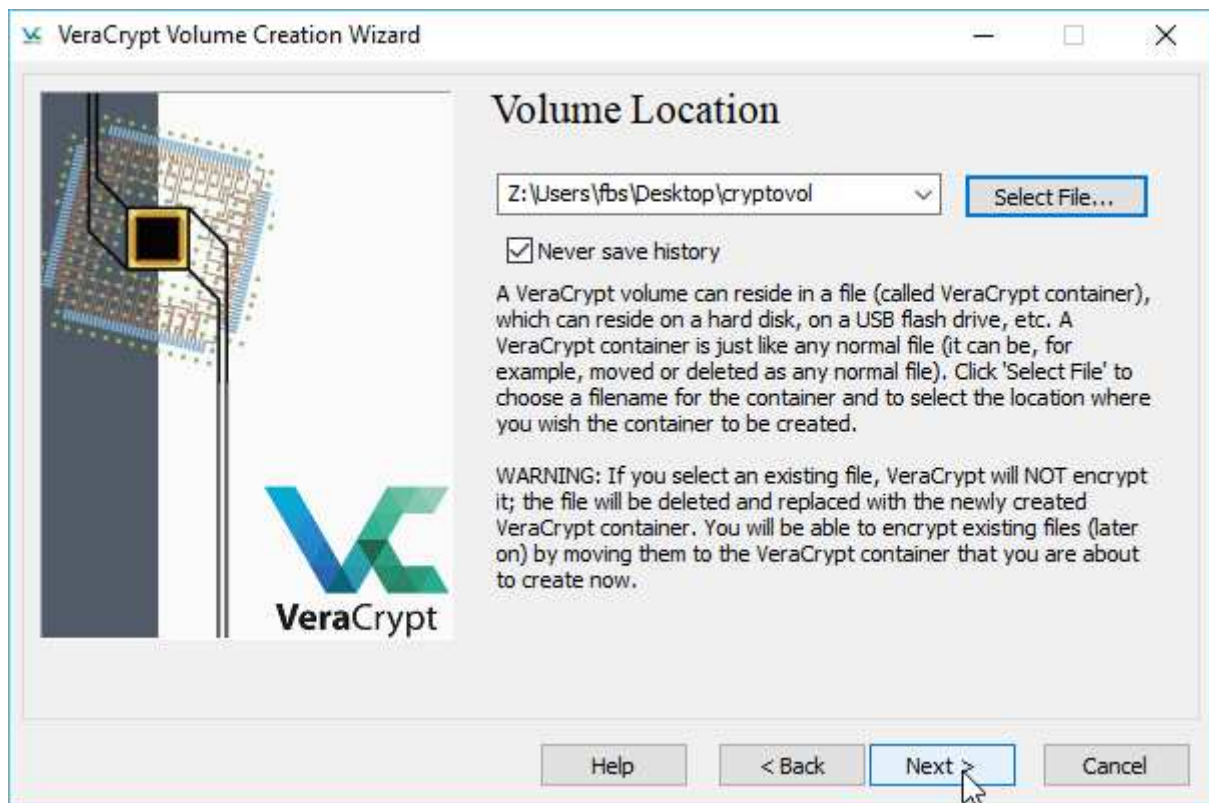 VeraCrypt Volume Creation Wizard
Volume Location
Z:\Users\fbs\Desktop\cryptovol
Select File...
Never save history
A VeraCrypt volume can reside in a file (called VeraCrypt container),
which can reside on a hard disk, on a USB flash drive, etc. A
VeraCrypt container is just like any normal file (it can be, for
example, moved or deleted as any normal file). Click 'Select File' to
choose a filename for the container and to select the location where
you wish the container to be created.
WARNING: If you select an existing file, VeraCrypt will NOT encrypt
it; the file will be deleted and replaced with the newly created
VeraCrypt container. You will be able to encrypt existing files (later
on) by moving them to the VeraCrypt container that you are about
to create now.
VeraCrypt
Help
< Back
Next >
Cancel